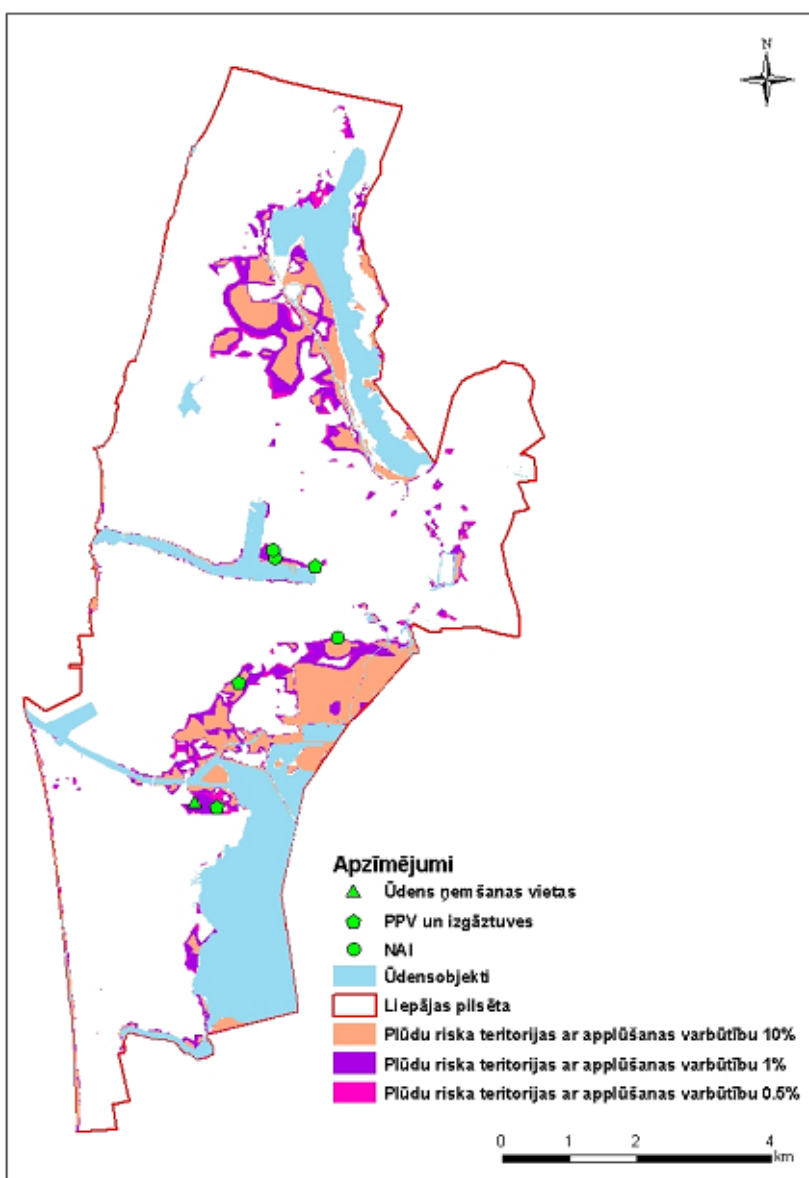 N
Apzīmējumi
Ūdens ņemšanas vietas
PPV un izgāztuves
NAI
Ūdensobjekti
Liepājas pilsēta
Plūdu riska teritorijas ar applūšanas varbūtību 10%
Plūdu riska teritorijas ar applūšanas varbūtību 1%
Plūdu riska teritorijas ar applūšanas varbūtību 0.5%
0 1 2 4
km